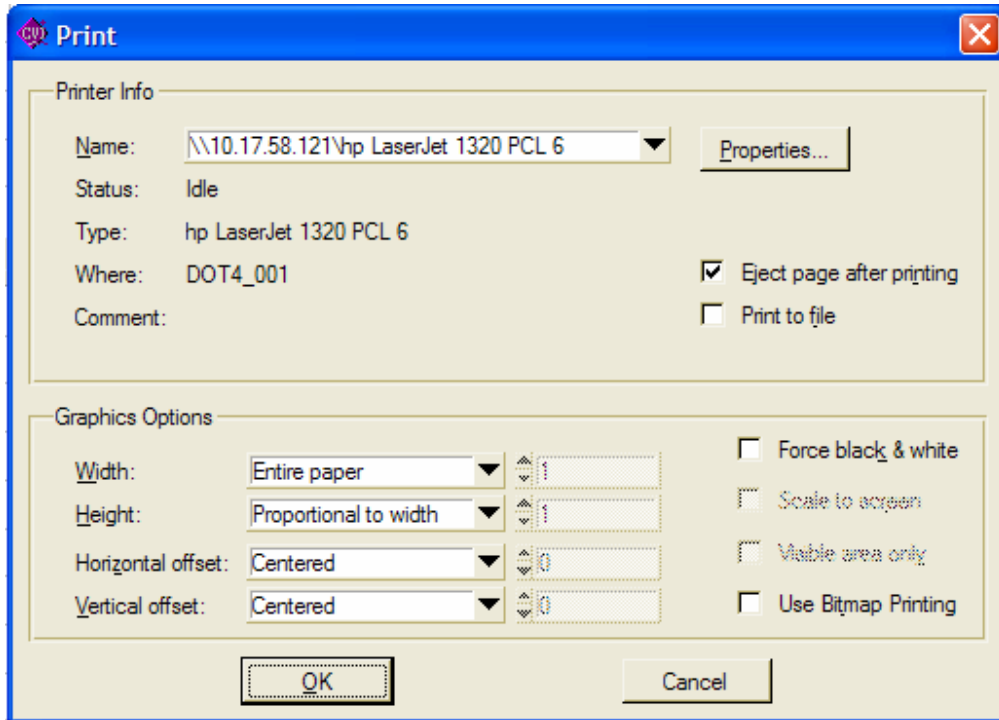 CVI Print
Printer Info
Name: \\10.17.58.121\hp LaserJet 1320 PCL 6 Properties...
Status: Idle
Type: hp LaserJet 1320 PCL 6
Where: DOT4_001
Eject page after printing
Comment:
Print to file
Graphics Options
Force black & white
Width: Entire paper 1
Scale to screen
Height: Proportional to width 1
Visible area only
Horizontal offset: Centered 0
Vertical offset: Centered 0
Use Bitmap Printing
OK Cancel